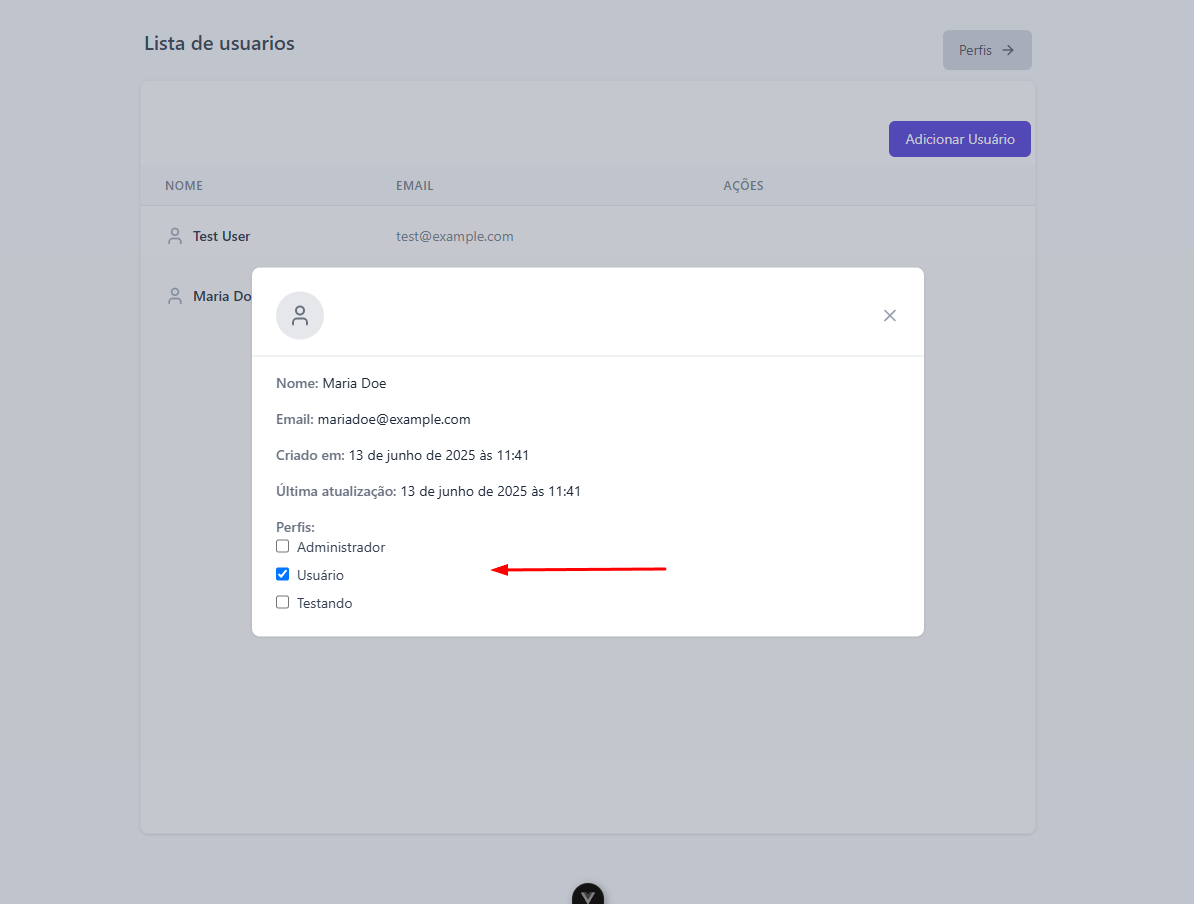 Lista de usuarios
Perfis
Adicionar Usuário
NOME EMAIL AÇÕES
Test User test@example.com
Maria Do
Nome: Maria Doe
Email: mariadoe@example.com
Criado em: 13 de junho de 2025 às 11:41
Última atualização: 13 de junho de 2025 às 11:41
Perfis:
Administrador
Usuário
Testando